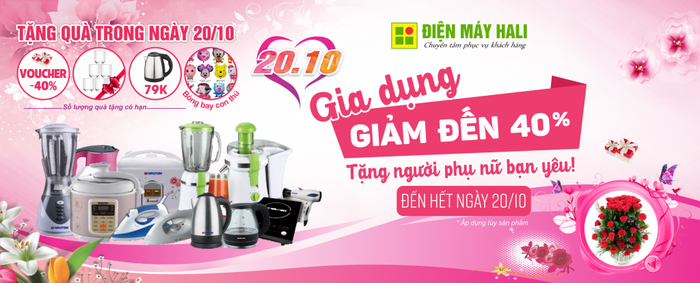 TẶNG QUÀ TRONG NGÀY 20/10
VOUCHER
-40%
79K
Bóng bay con thú
Số lượng quà tặng có hạn
20.10
ĐIỆN MÁY HALI
Chuyên tâm phục vụ khách hàng
Gia dụng
GIẢM ĐẾN 40%
Tặng người phụ nữ bạn yêu!
ĐẾN HẾT NGÀY 20/10
* Áp dụng tùy sản phẩm